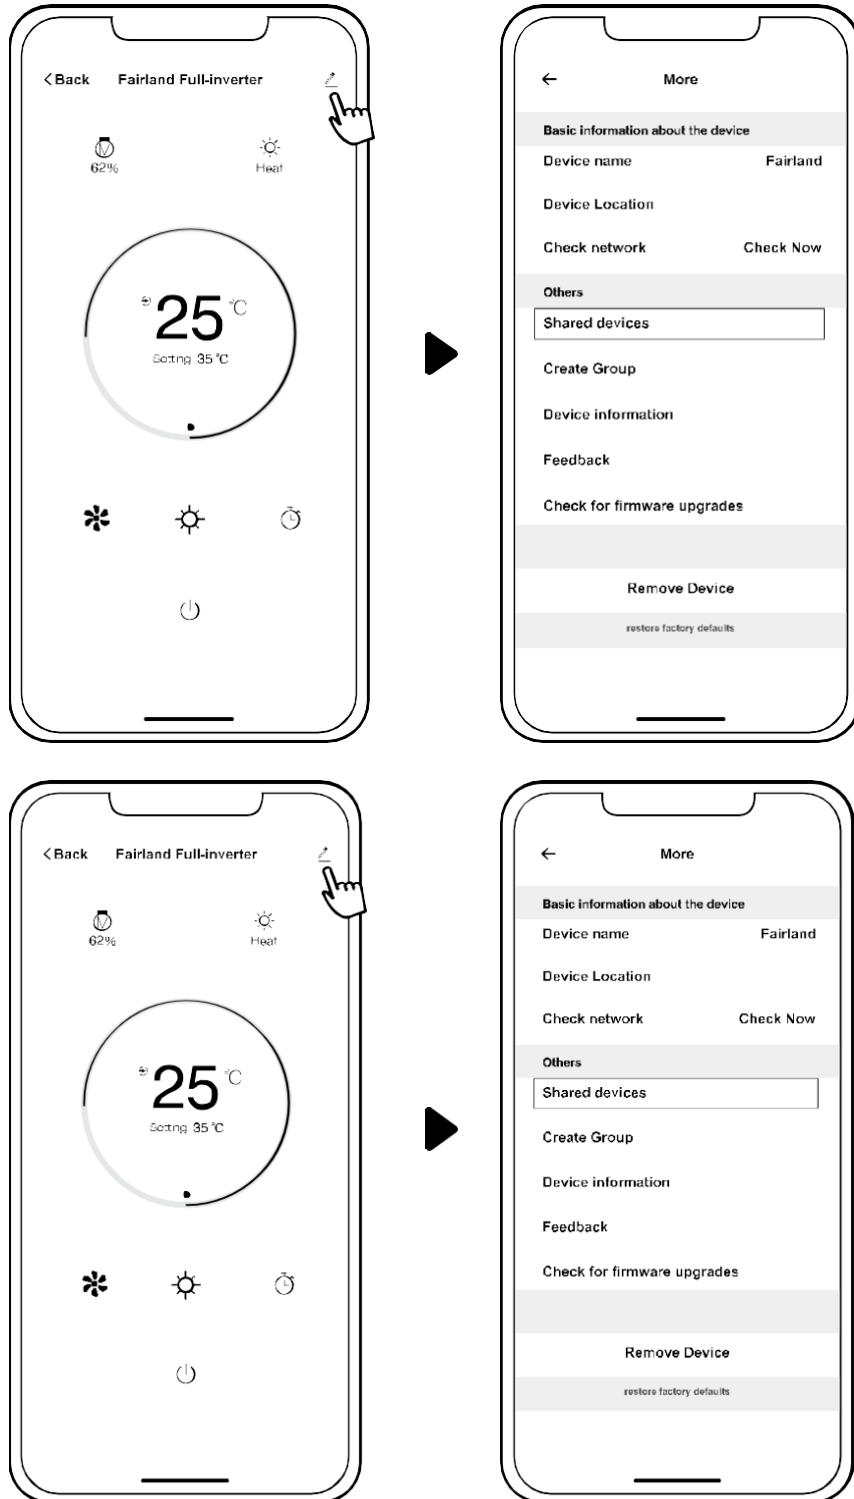 Back Fairland Full-inverter
62% Heat
25 °C
Setting 35 °C
More
Basic information about the device
Device name Fairland
Device Location
Check network Check Now
Others
Shared devices
Create Group
Device information
Feedback
Check for firmware upgrades
Remove Device
restore factory defaults
Back Fairland Full-inverter
62% Heat
25 °C
Setting 35 °C
More
Basic information about the device
Device name Fairland
Device Location
Check network Check Now
Others
Shared devices
Create Group
Device information
Feedback
Check for firmware upgrades
Remove Device
restore factory defaults